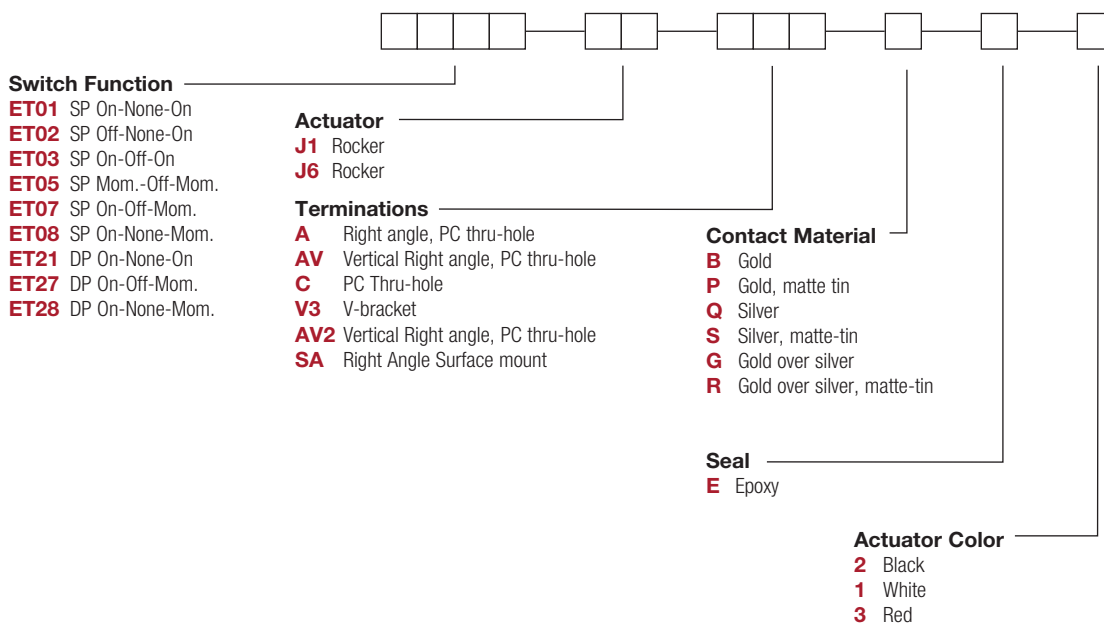 Switch Function
ET01 SP On-None-On
ET02 SP Off-None-On
ET03 SP On-Off-On
ET05 SP Mom.-Off-Mom.
ET07 SP On-Off-Mom.
ET08 SP On-None-Mom.
ET21 DP On-None-On
ET27 DP On-Off-Mom.
ET28 DP On-None-Mom.
Actuator
J1 Rocker
J6 Rocker
Terminations
A Right angle, PC thru-hole
AV Vertical Right angle, PC thru-hole
C PC Thru-hole
V3 V-bracket
AV2 Vertical Right angle, PC thru-hole
SA Right Angle Surface mount
Contact Material
B Gold
P Gold, matte tin
Q Silver
S Silver, matte-tin
G Gold over silver
R Gold over silver, matte-tin
Seal
E Epoxy
Actuator Color
2 Black
1 White
3 Red